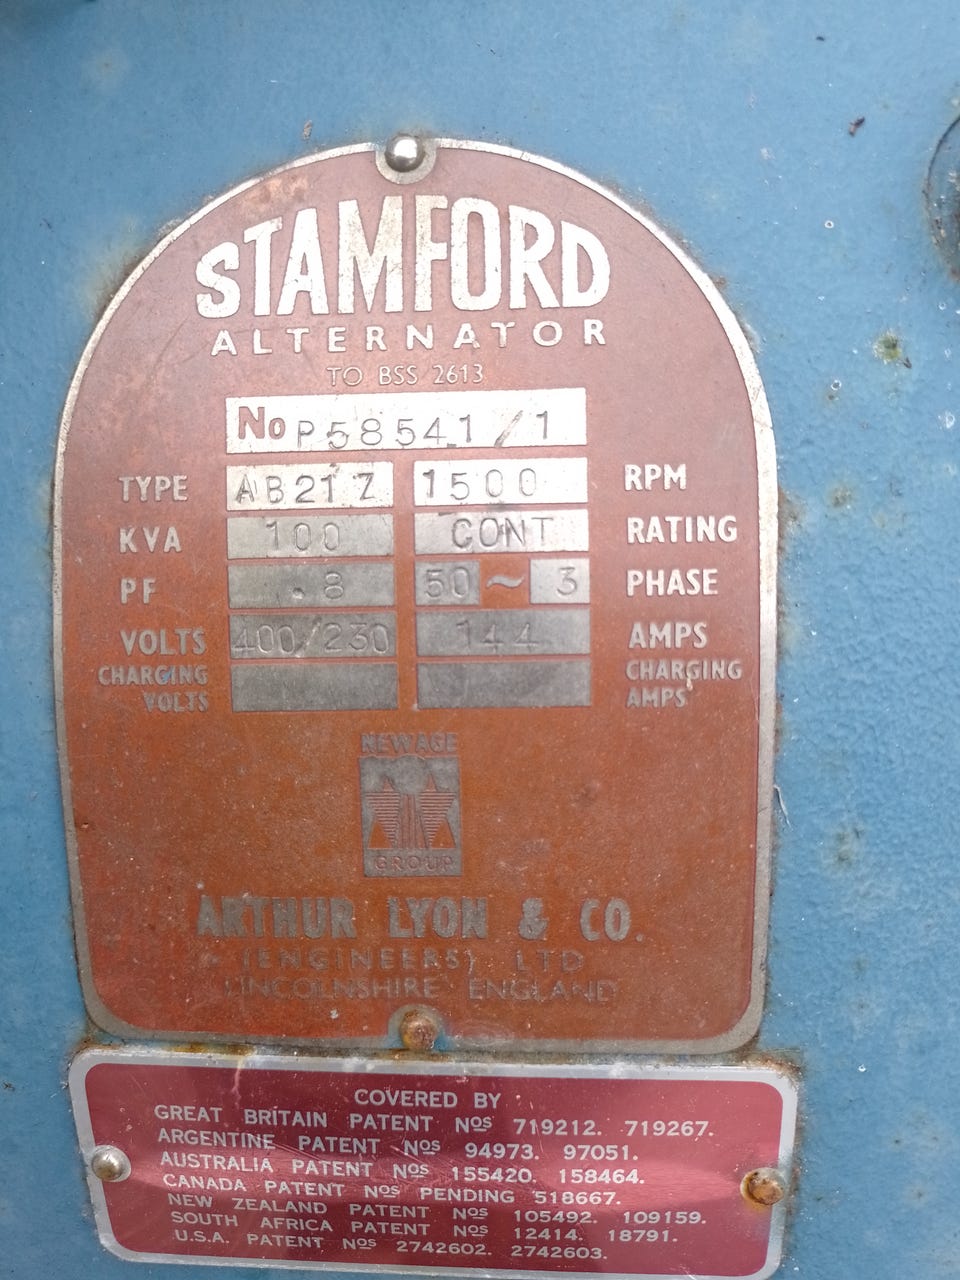 STAMFORD
ALTERNATOR
TO BSS 2613
No P58541/1
TYPE AB21 Z 1500 RPM
KVA 100 CONT RATING
PF .8 50 ~ 3 PHASE
VOLTS 400/230 144 AMPS
CHARGING VOLTS CHARGING AMPS
NEWAGE
GROUP
ARTHUR LYON & CO.
(ENGINEERS) LTD
LINCOLNSHIRE ENGLAND
COVERED BY
GREAT BRITAIN PATENT Nos 719212. 719267.
ARGENTINE PATENT Nos 94973. 97051.
AUSTRALIA PATENT Nos 155420. 158464.
CANADA PATENT Nos PENDING 518667.
NEW ZEALAND PATENT Nos 105492. 109159.
SOUTH AFRICA PATENT Nos 12414. 18791.
U.S.A. PATENT Nos 2742602. 2742603.